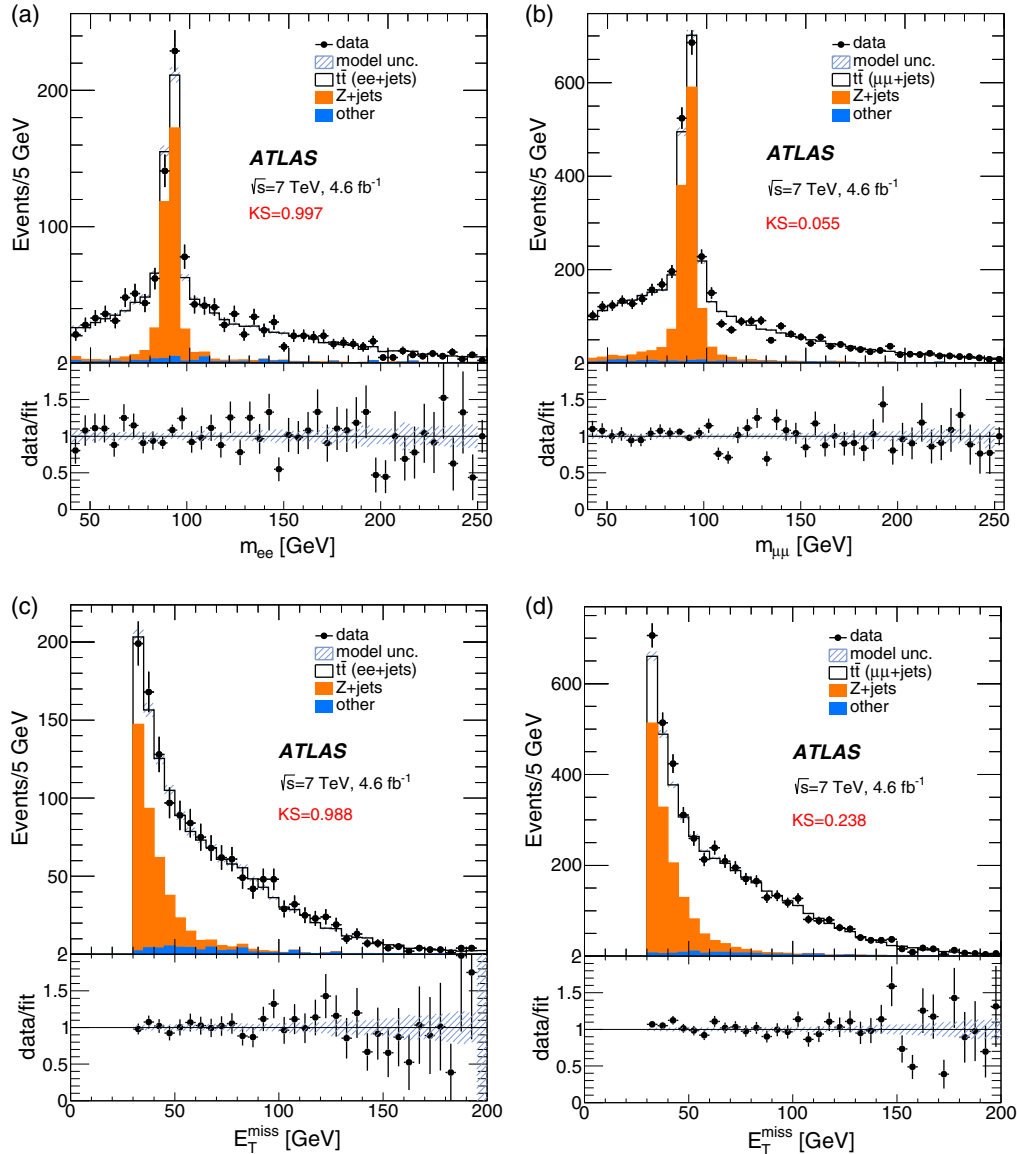 (a)
Events/5 GeV
200
100
2
data
model unc.
tt̄ (ee+jets)
Z+jets
other
ATLAS
√s=7 TeV, 4.6 fb⁻¹
KS=0.997
data/fit
2
1.5
1
0.5
0
50 100 150 200 250
m_ee [GeV]
(b)
Events/5 GeV
600
400
200
data
model unc.
tt̄ (μμ+jets)
Z+jets
other
ATLAS
√s=7 TeV, 4.6 fb⁻¹
KS=0.055
data/fit
2
1.5
1
0.5
0
50 100 150 200 250
m_μμ [GeV]
(c)
Events/5 GeV
200
150
100
50
data
model unc.
tt̄ (ee+jets)
Z+jets
other
ATLAS
√s=7 TeV, 4.6 fb⁻¹
KS=0.988
data/fit
2
1.5
1
0.5
0
0 50 100 150 200
E_T^miss [GeV]
(d)
Events/5 GeV
600
400
200
data
model unc.
tt̄ (μμ+jets)
Z+jets
other
ATLAS
√s=7 TeV, 4.6 fb⁻¹
KS=0.238
data/fit
2
1.5
1
0.5
0
0 50 100 150 200
E_T^miss [GeV]